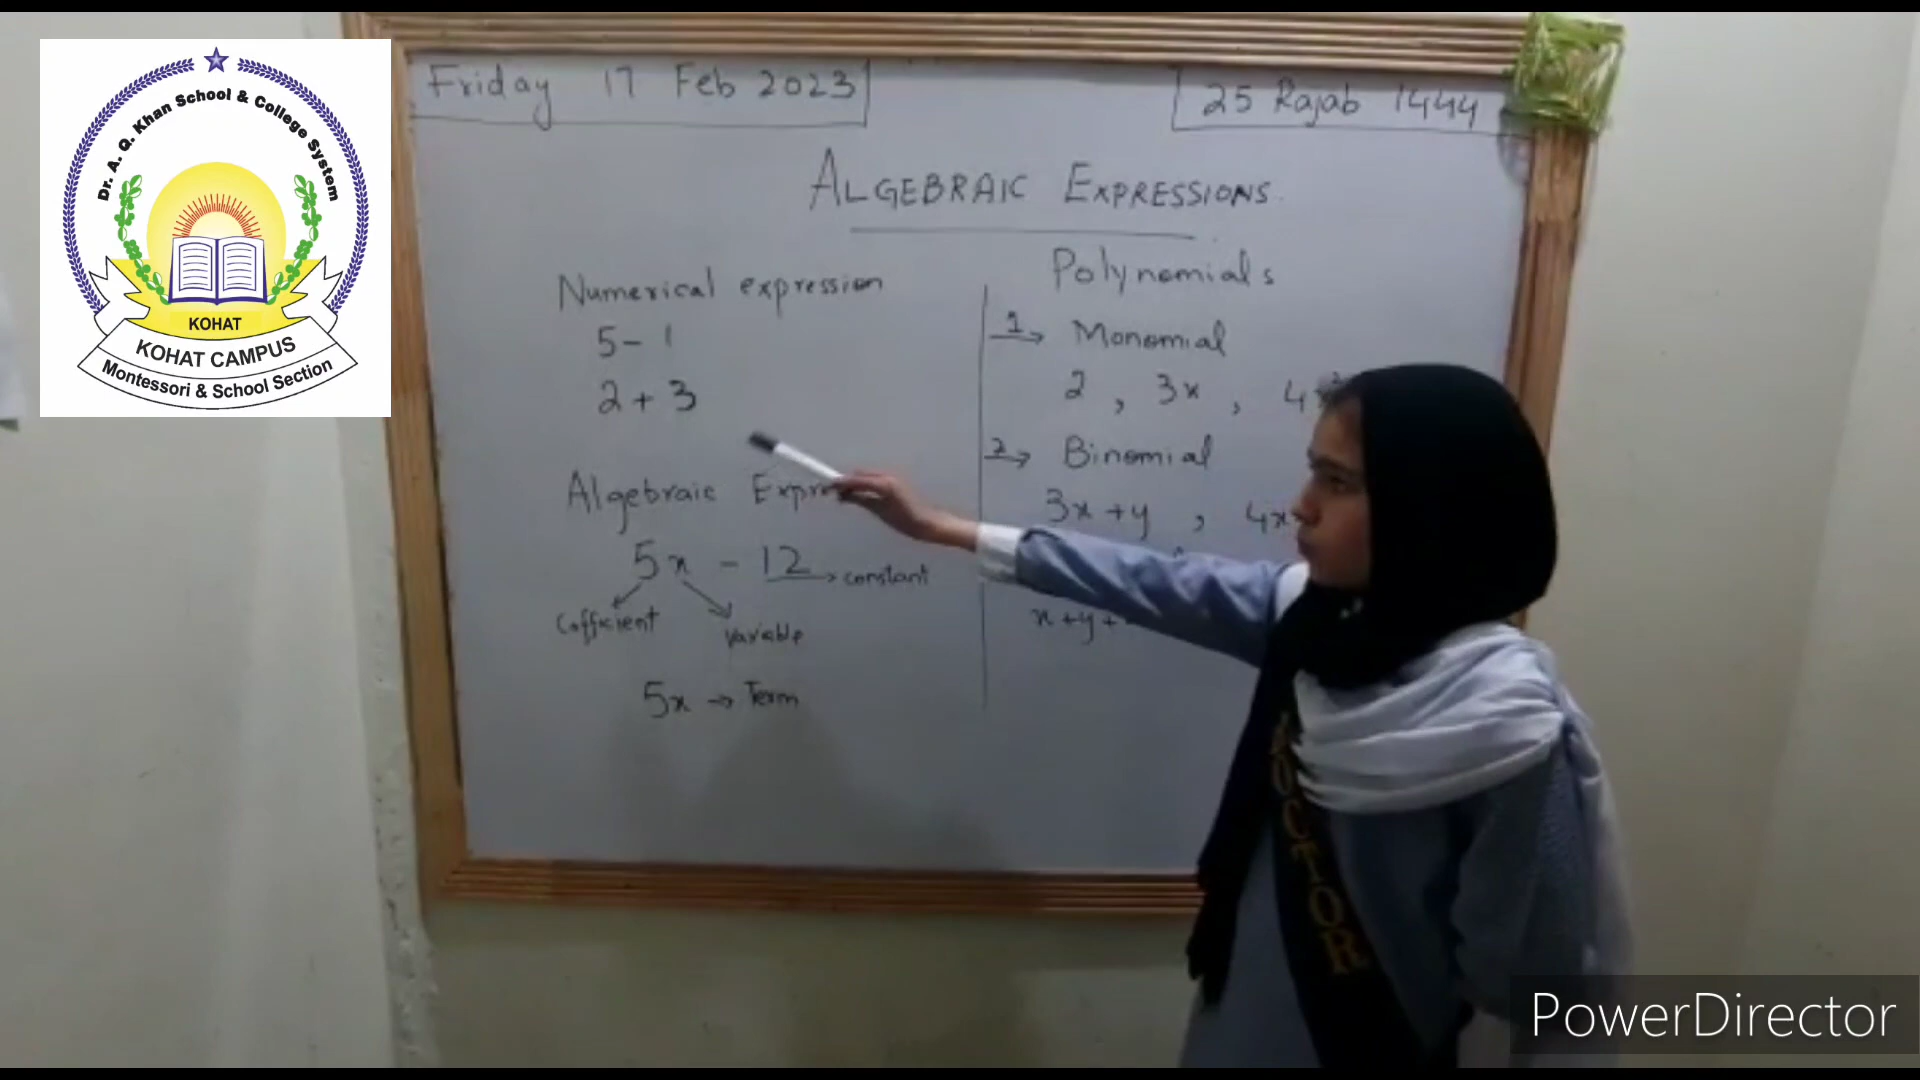 Dr. A. Q. Khan School & College System
KOHAT
KOHAT CAMPUS
Montessori & School Section
Friday 17 Feb 2023
25 Rajab 1444
ALGEBRAIC EXPRESSIONS
Numerical expression
5 - 1
2 + 3
Algebraic
5x - 12 → constant
Cofficient
variable
5x → Term
Polynomials
1 → Monomial
2 , 3x ,
2 → Binomial
3x + y , 4x
x + y +
PowerDirector